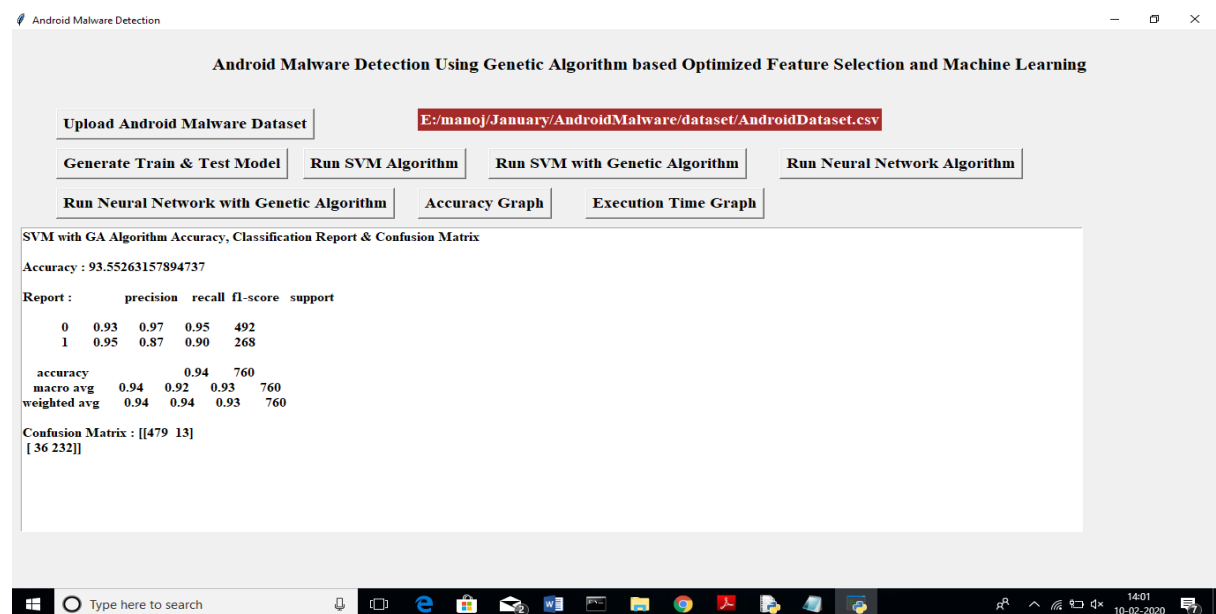 Android Malware Detection
Android Malware Detection Using Genetic Algorithm based Optimized Feature Selection and Machine Learning
Upload Android Malware Dataset E:/manoj/January/AndroidMalware/dataset/AndroidDataset.csv
Generate Train & Test Model Run SVM Algorithm Run SVM with Genetic Algorithm Run Neural Network Algorithm
Run Neural Network with Genetic Algorithm Accuracy Graph Execution Time Graph
SVM with GA Algorithm Accuracy, Classification Report & Confusion Matrix
Accuracy : 93.55263157894737
Report : precision recall f1-score support
0 0.93 0.97 0.95 492
1 0.95 0.87 0.90 268
accuracy 0.94 760
macro avg 0.94 0.92 0.93 760
weighted avg 0.94 0.94 0.93 760
Confusion Matrix : [[479 13]
[ 36 232]]
Type here to search
14:01
10-02-2020